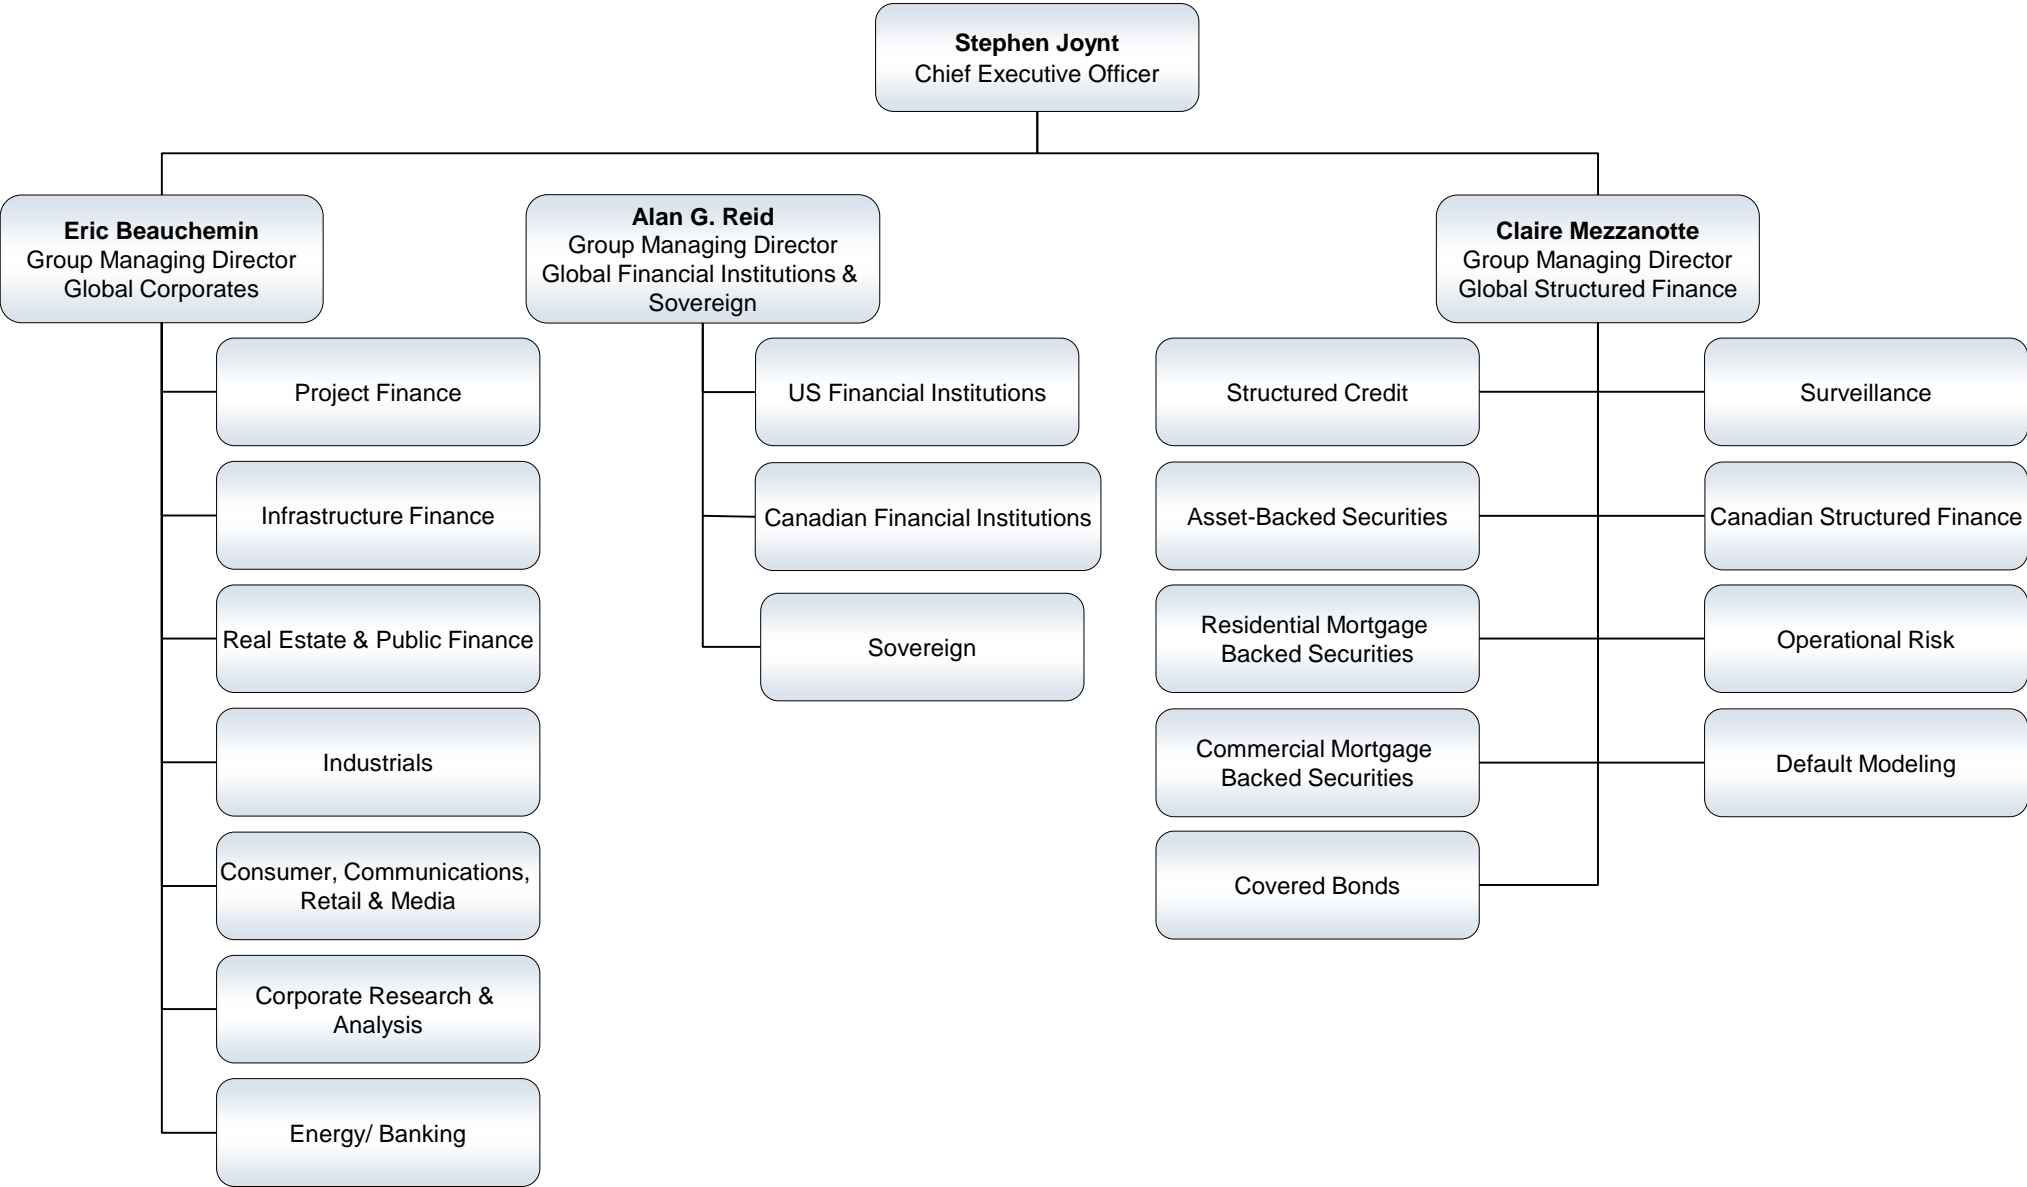 Stephen Joynt
Chief Executive Officer
Eric Beauchemin
Group Managing Director
Global Corporates
Project Finance
Infrastructure Finance
Real Estate & Public Finance
Industrials
Consumer, Communications,
Retail & Media
Corporate Research &
Analysis
Energy/ Banking
Alan G. Reid
Group Managing Director
Global Financial Institutions &
Sovereign
US Financial Institutions
Canadian Financial Institutions
Sovereign
Claire Mezzanotte
Group Managing Director
Global Structured Finance
Structured Credit
Asset-Backed Securities
Residential Mortgage
Backed Securities
Commercial Mortgage
Backed Securities
Covered Bonds
Surveillance
Canadian Structured Finance
Operational Risk
Default Modeling